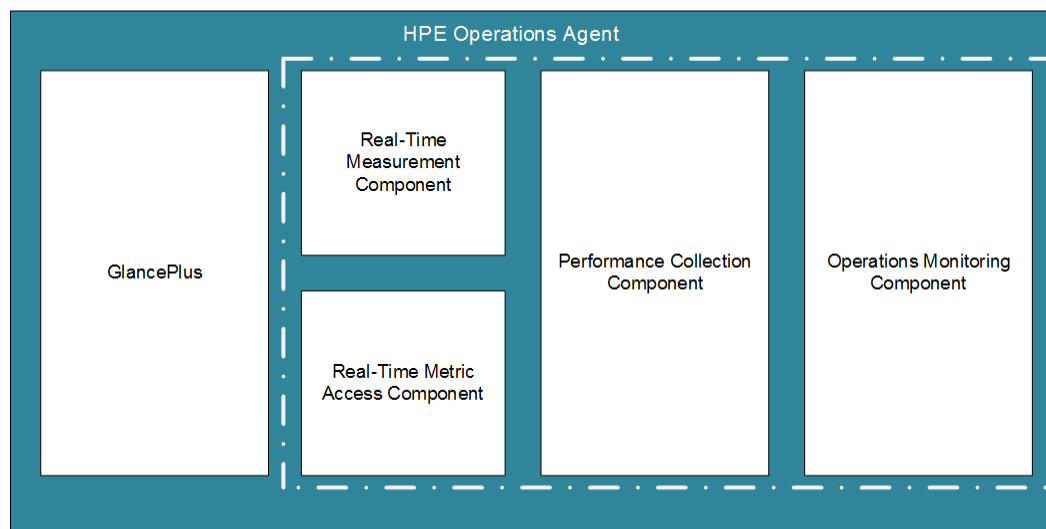 HPE Operations Agent
GlancePlus
Real-Time
Measurement
Component
Real-Time Metric
Access Component
Performance Collection
Component
Operations Monitoring
Component